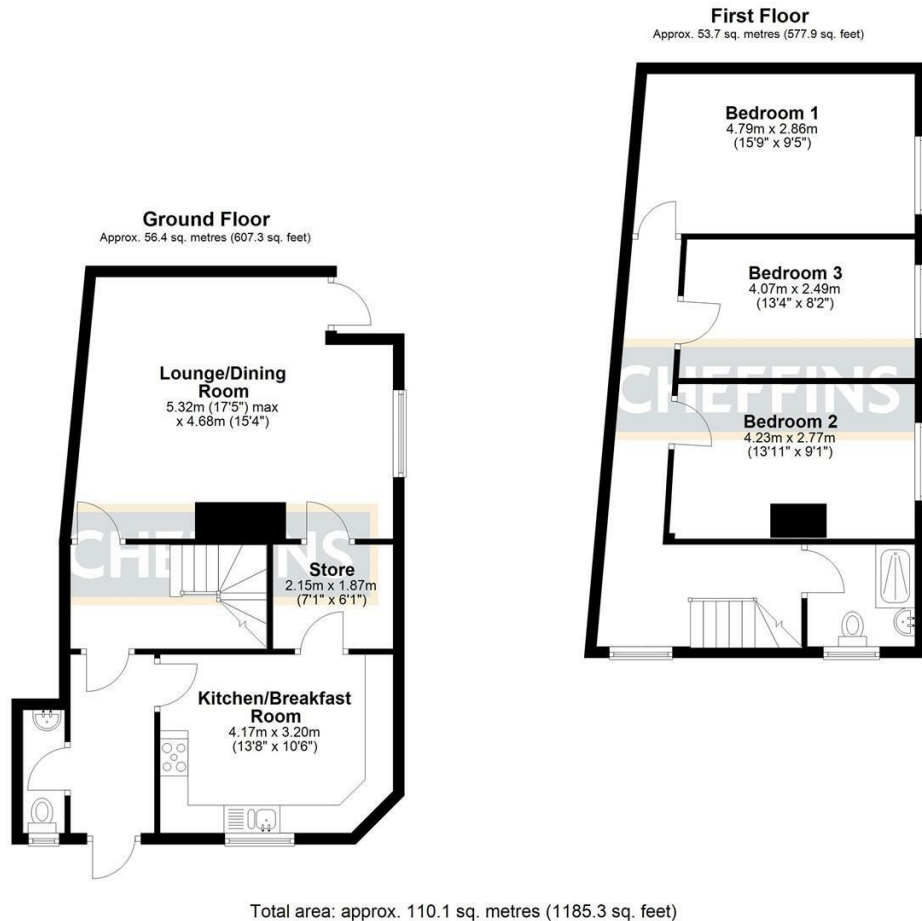 First Floor
Approx. 53.7 sq. metres (577.9 sq. feet)
Bedroom 1
4.79m x 2.86m
(15'9" x 9'5")
Bedroom 3
4.07m x 2.49m
(13'4" x 8'2")
CHEFFINS
Bedroom 2
4.23m x 2.77m
(13'11" x 9'1")
Ground Floor
Approx. 56.4 sq. metres (607.3 sq. feet)
Lounge/Dining
Room
5.32m (17'5") max
x 4.68m (15'4")
Store
2.15m x 1.87m
(7'1" x 6'1")
Kitchen/Breakfast
Room
4.17m x 3.20m
(13'8" x 10'6")
Total area: approx. 110.1 sq. metres (1185.3 sq. feet)